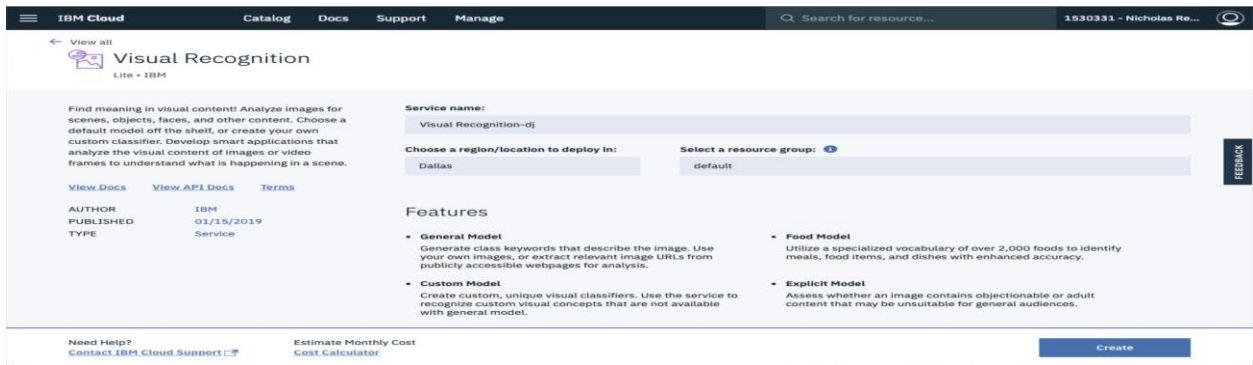 IBM Cloud Catalog Docs Support Manage Search for resource... 1530331 - Nicholas Re...
← View all
Visual Recognition
Lite • IBM
Find meaning in visual content! Analyze images for
scenes, objects, faces, and other content. Choose a
default model off the shelf, or create your own
custom classifier. Develop smart applications that
analyze the visual content of images or video
frames to understand what is happening in a scene.
View Docs View API Docs Terms
AUTHOR IBM
PUBLISHED 01/15/2019
TYPE Service
Service name:
Visual Recognition-dj
Choose a region/location to deploy in: Select a resource group:
Dallas default
Features
• General Model
Generate class keywords that describe the image. Use
your own images, or extract relevant image URLs from
publicly accessible webpages for analysis.
• Custom Model
Create custom, unique visual classifiers. Use the service to
recognize custom visual concepts that are not available
with general model.
• Food Model
Utilize a specialized vocabulary of over 2,000 foods to identify
meals, food items, and dishes with enhanced accuracy.
• Explicit Model
Assess whether an image contains objectionable or adult
content that may be unsuitable for general audiences.
FEEDBACK
Need Help?
Contact IBM Cloud Support
Estimate Monthly Cost
Cost Calculator
Create